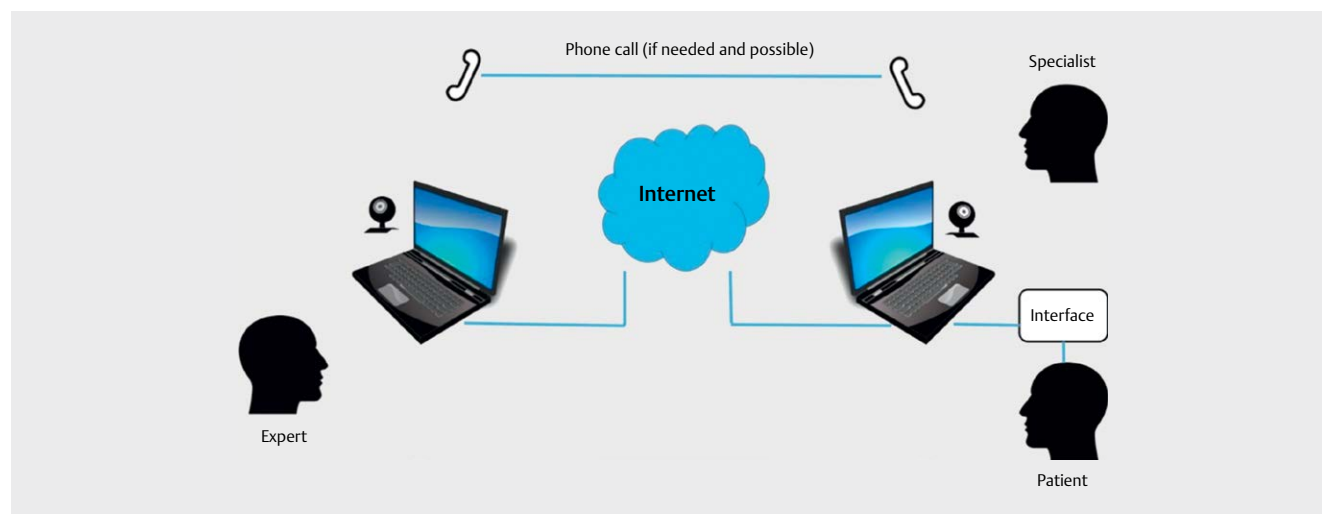 Phone call (if needed and possible)
Specialist
Internet
Interface
Expert
Patient